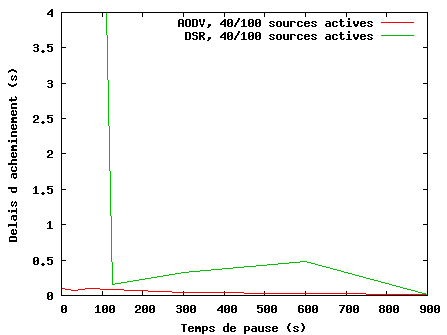 AODV, 40/100 sources actives
DSR, 40/100 sources actives
4
3.5
3
2.5
2
1.5
1
0.5
0
Delais d acheminement (s)
0 100 200 300 400 500 600 700 800 900
Temps de pause (s)